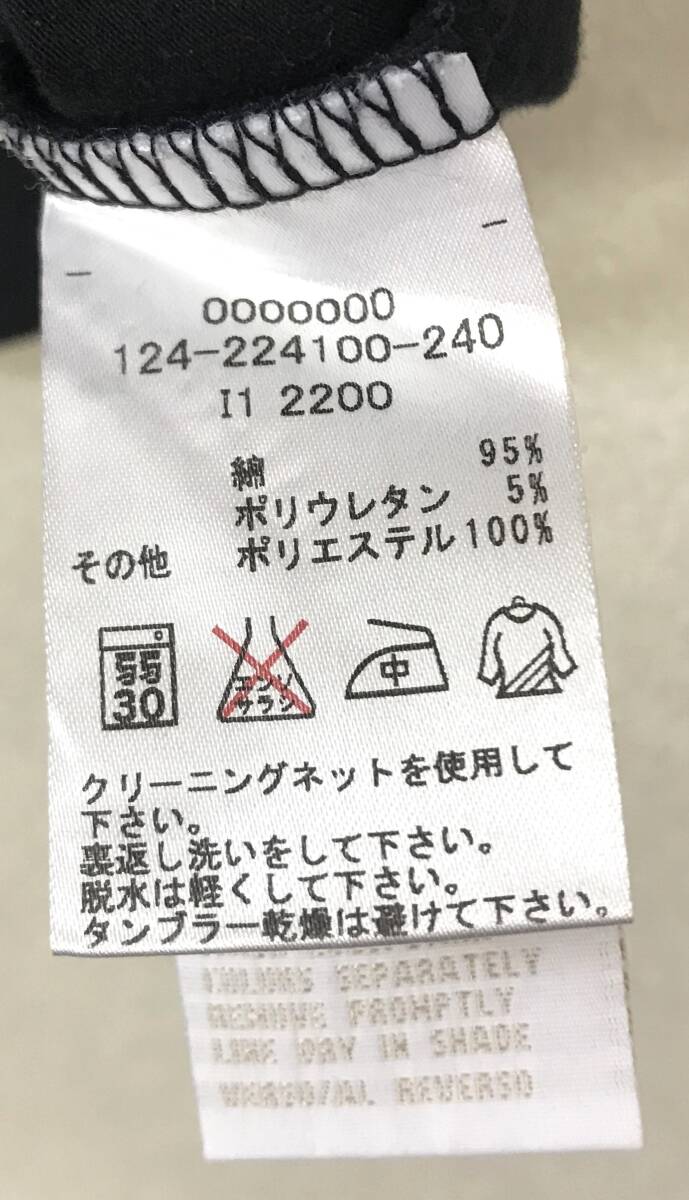 0000000
124-224100-240
I1 2200
綿 95%
ポリウレタン 5%
その他 ポリエステル100%
弱
30
エンソ
サラシ
中
クリーニングネットを使用して
下さい。
裏返し洗いをして下さい。
脱水は軽くして下さい。
タンブラー乾燥は避けて下さい。
SEPARATELY
REMOVE PROMPTLY
LINE DRY IN SHADE
VERSO/AL REVERSO